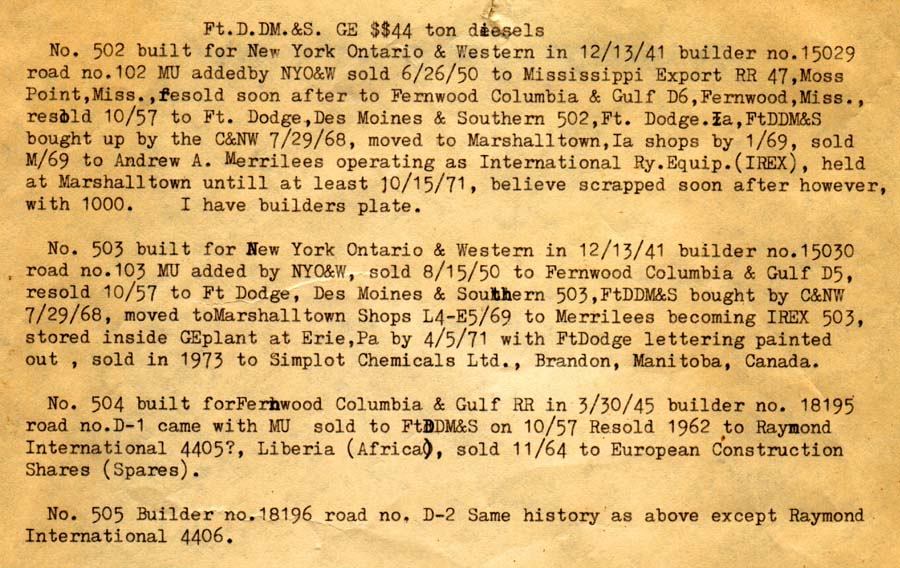 Ft.D.DM.&S. GE $$44 ton diesels
No. 502 built for New York Ontario & Western in 12/13/41 builder no.15029
road no.102 MU addedby NYO&W sold 6/26/50 to Mississippi Export RR 47,Moss
Point,Miss.,resold soon after to Fernwood Columbia & Gulf D6,Fernwood,Miss.,
resold 10/57 to Ft. Dodge,Des Moines & Southern 502,Ft. Dodge.Ia,FtDDM&S
bought up by the C&NW 7/29/68, moved to Marshalltown,Ia shops by 1/69, sold
M/69 to Andrew A. Merrilees operating as International Ry.Equip.(IREX), held
at Marshalltown untill at least 10/15/71, believe scrapped soon after however,
with 1000. I have builders plate.
No. 503 built for New York Ontario & Western in 12/13/41 builder no.15030
road no.103 MU added by NYO&W, sold 8/15/50 to Fernwood Columbia & Gulf D5,
resold 10/57 to Ft Dodge, Des Moines & Southern 503,FtDDM&S bought by C&NW
7/29/68, moved toMarshalltown Shops L4-E5/69 to Merrilees becoming IREX 503,
stored inside GEplant at Erie,Pa by 4/5/71 with FtDodge lettering painted
out , sold in 1973 to Simplot Chemicals Ltd., Brandon, Manitoba, Canada.
No. 504 built forFernwood Columbia & Gulf RR in 3/30/45 builder no. 18195
road no.D-1 came with MU sold to FtDDM&S on 10/57 Resold 1962 to Raymond
International 4405?, Liberia (Africa), sold 11/64 to European Construction
Shares (Spares).
No. 505 Builder no.18196 road no. D-2 Same history as above except Raymond
International 4406.